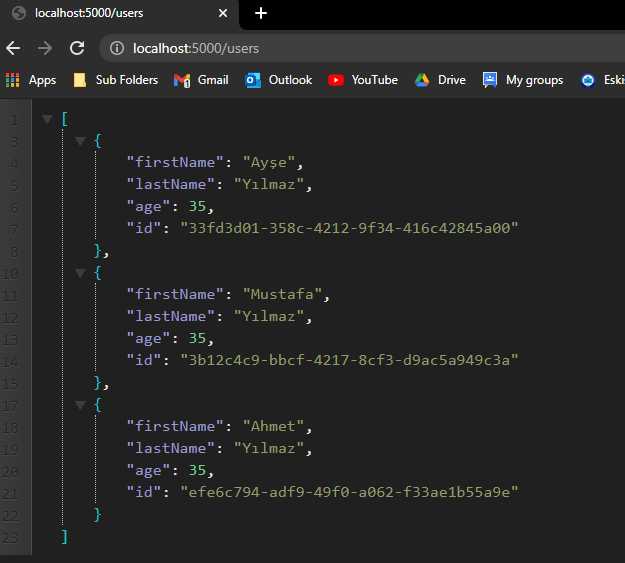 localhost:5000/users
localhost:5000/users
Apps Sub Folders Gmail Outlook YouTube Drive My groups Eski
1 [
3 {
4 "firstName": "Ayşe",
5 "lastName": "Yılmaz",
6 "age": 35,
7 "id": "33fd3d01-358c-4212-9f34-416c42845a00"
8 },
10 {
11 "firstName": "Mustafa",
12 "lastName": "Yılmaz",
13 "age": 35,
14 "id": "3b12c4c9-bbcf-4217-8cf3-d9ac5a949c3a"
15 },
17 {
18 "firstName": "Ahmet",
19 "lastName": "Yılmaz",
20 "age": 35,
21 "id": "efe6c794-adf9-49f0-a062-f33ae1b55a9e"
22 }
23 ]